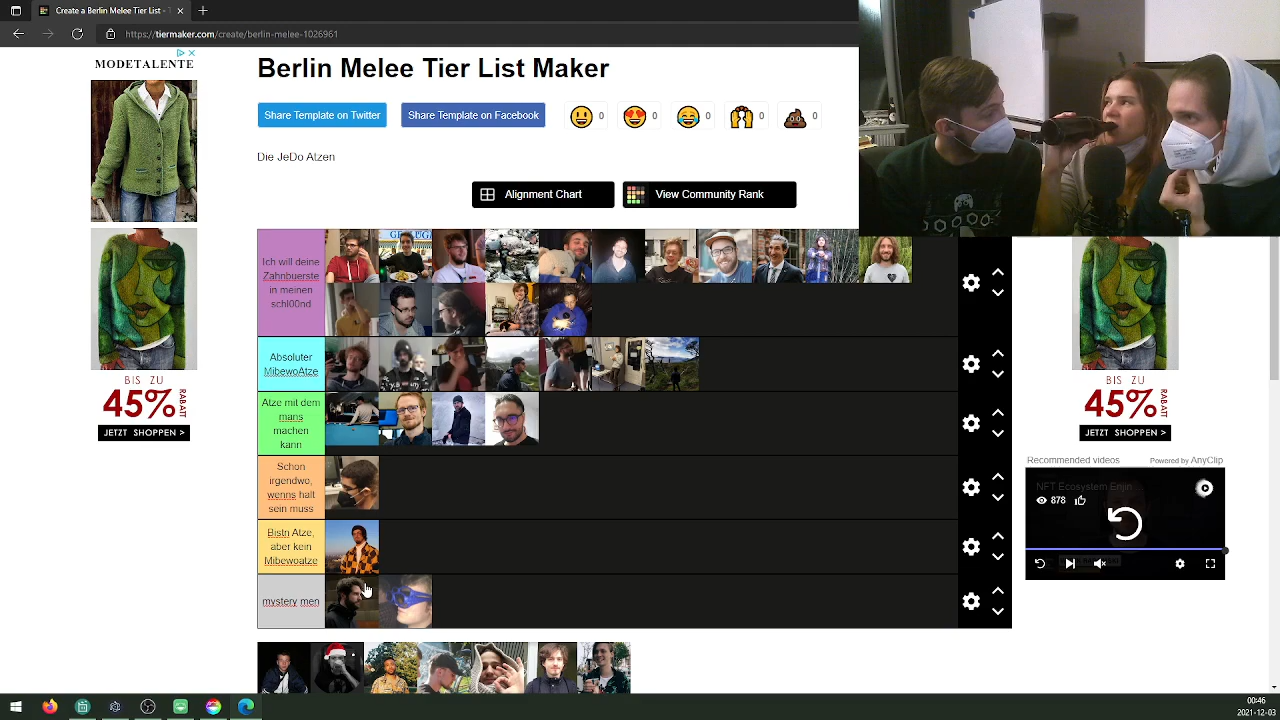 Create a Berlin Melee Tier List -
https://tiermaker.com/create/berlin-melee-1026961
MODETALENTE
Berlin Melee Tier List Maker
Share Template on Twitter
Share Template on Facebook
0
0
0
0
0
Die JeDo Atzen
Alignment Chart
View Community Rank
Ich will deine
Zahnbuerste
in meinen
schl00nd
Absoluter
MibewoAtze
Atze mit dem
mans
machen
kann
Schon
irgendwo,
wenns halt
sein muss
Bistn Atze,
aber kein
Mibewoatze
mystery men
BIS ZU
45%
RABATT
JETZT SHOPPEN >
BIS ZU
45%
RABATT
JETZT SHOPPEN >
Recommended videos
Powered by AnyClip
NFT Ecosystem Enjin
878
00:46
2021-12-03